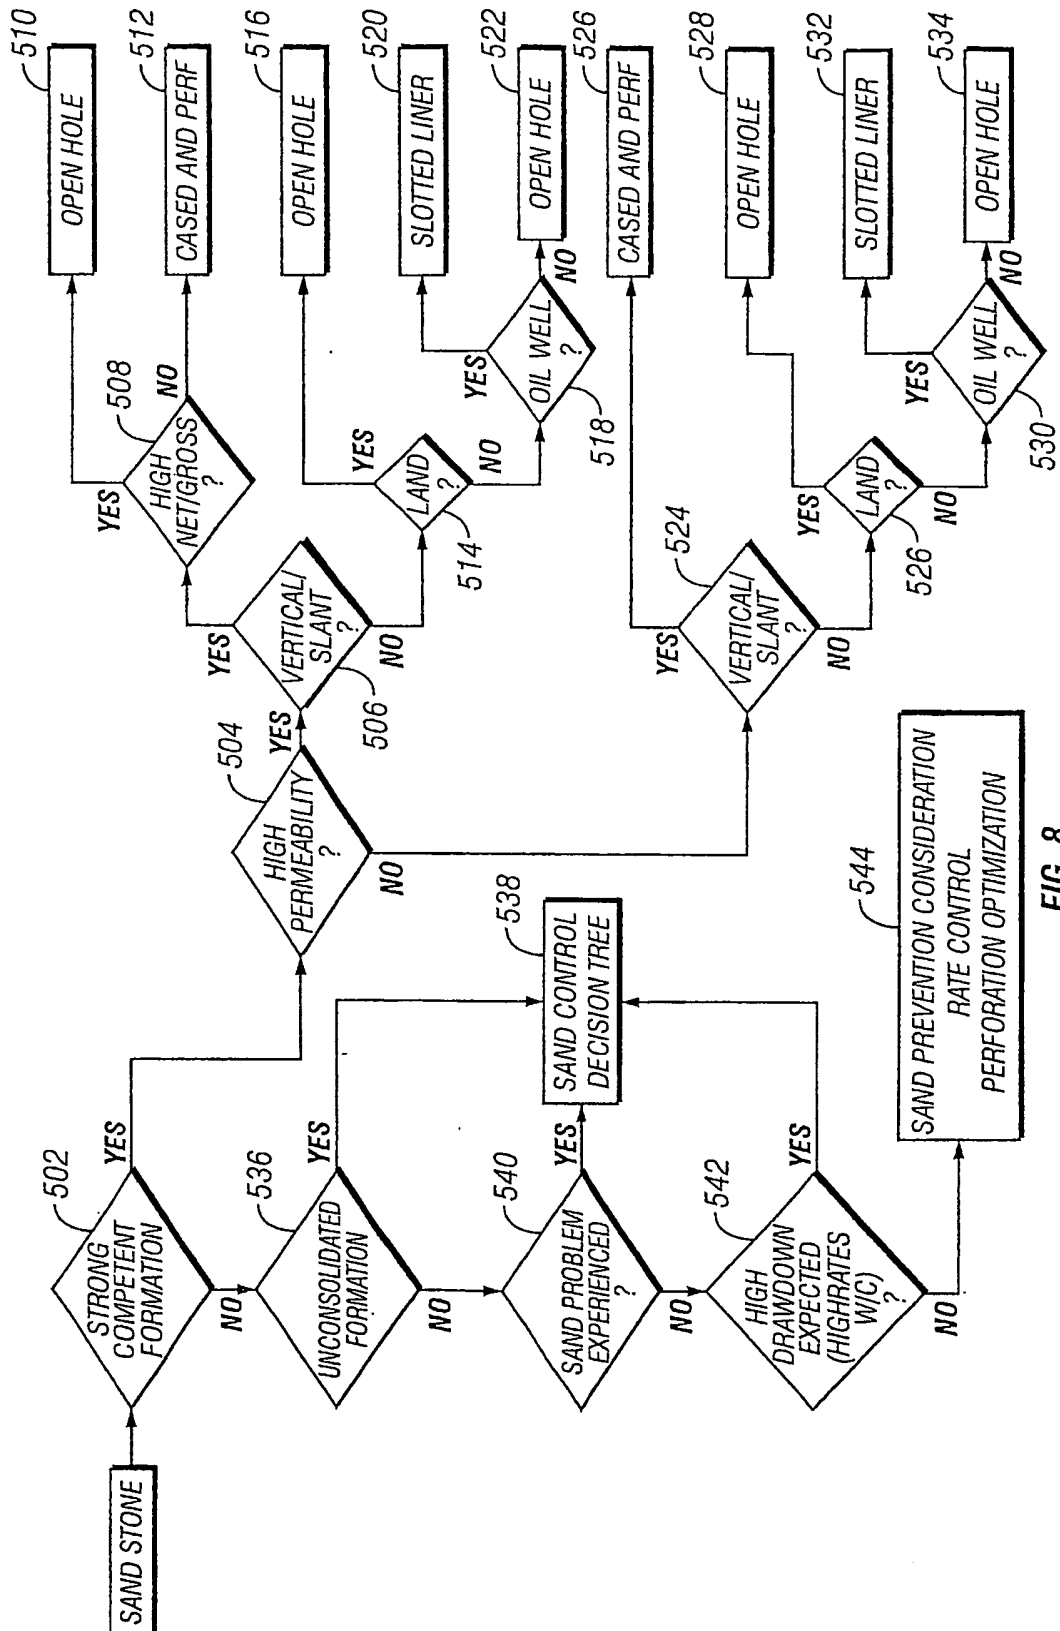 SAND STONE
502
STRONG
COMPETENT
FORMATION
YES
NO
536
UNCONSOLIDATED
FORMATION
YES
NO
540
SAND PROBLEM
EXPERIENCED
?
YES
NO
542
HIGH
DRAWDOWN
EXPECTED
(HIGHRATES
W/C)
?
YES
NO
538
SAND CONTROL
DECISION TREE
544
SAND PREVENTION CONSIDERATION
RATE CONTROL
PERFORATION OPTIMIZATION
504
HIGH
PERMEABILITY
?
YES
NO
506
VERTICAL/
SLANT
?
YES
NO
508
HIGH
NET/GROSS
?
YES
NO
510
OPEN HOLE
512
CASED AND PERF
514
LAND
?
YES
NO
516
OPEN HOLE
518
OIL WELL
?
YES
NO
520
SLOTTED LINER
522
OPEN HOLE
524
VERTICAL/
SLANT
?
YES
NO
526
CASED AND PERF
526
LAND
?
YES
NO
528
OPEN HOLE
530
OIL WELL
?
YES
NO
532
SLOTTED LINER
534
OPEN HOLE
FIG. 8